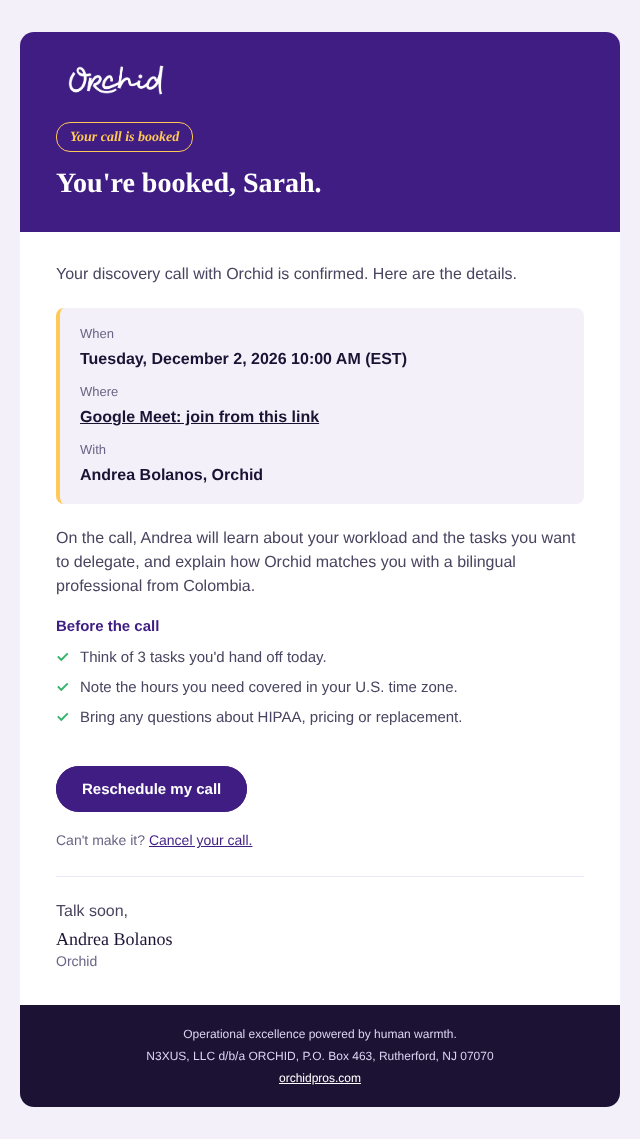 Orchid
Your call is booked
You're booked, Sarah.
Your discovery call with Orchid is confirmed. Here are the details.
When
Tuesday, December 2, 2026 10:00 AM (EST)
Where
Google Meet: join from this link
With
Andrea Bolanos, Orchid
On the call, Andrea will learn about your workload and the tasks you want
to delegate, and explain how Orchid matches you with a bilingual
professional from Colombia.
Before the call
Think of 3 tasks you'd hand off today.
Note the hours you need covered in your U.S. time zone.
Bring any questions about HIPAA, pricing or replacement.
Reschedule my call
Can't make it? Cancel your call.
Talk soon,
Andrea Bolanos
Orchid
Operational excellence powered by human warmth.
N3XUS, LLC d/b/a ORCHID, P.O. Box 463, Rutherford, NJ 07070
orchidpros.com